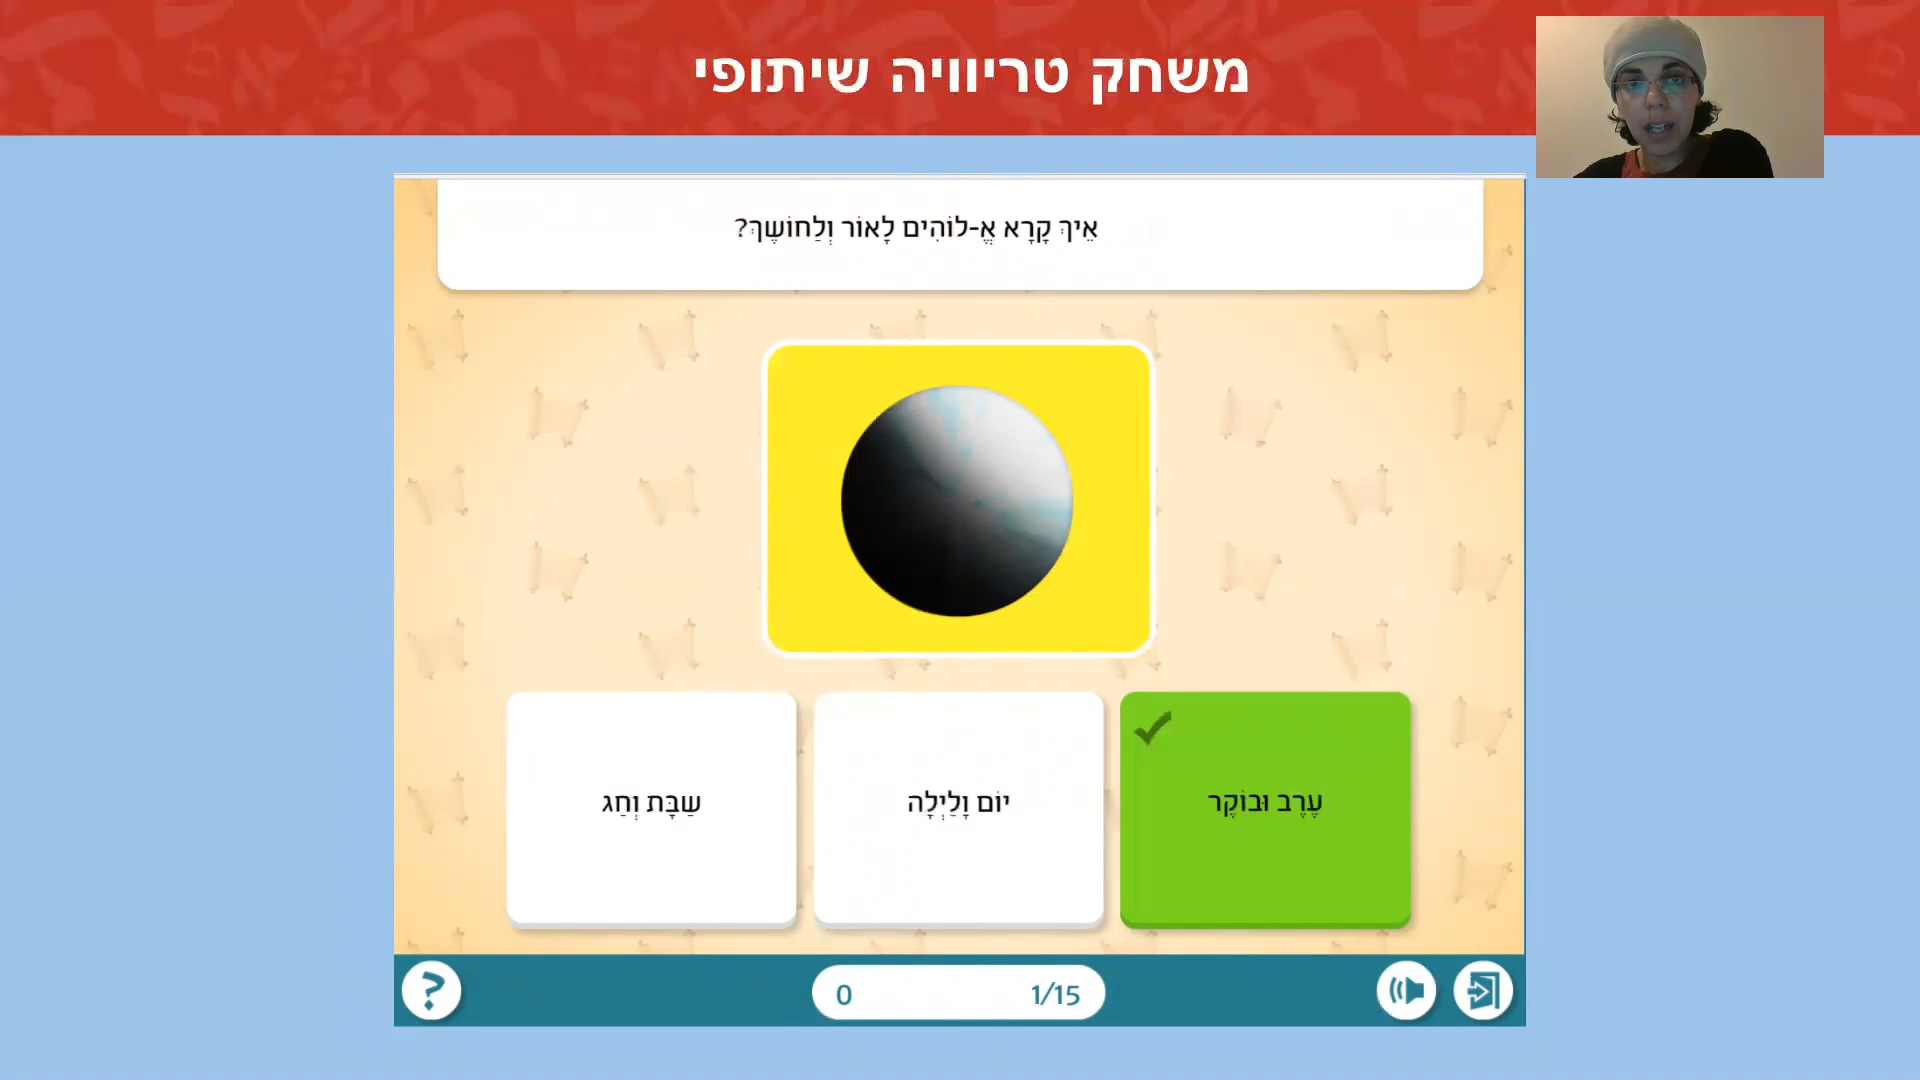 משחק טריוויה שיתופי
אֵיךְ קָרָא אֱ-לוֹהִים לָאוֹר וְלַחוֹשֶׁךְ?
עֶרֶב וּבוֹקֶר
יוֹם וָלַיְלָה
שַׁבָּת וְחַג
0 1/15
?